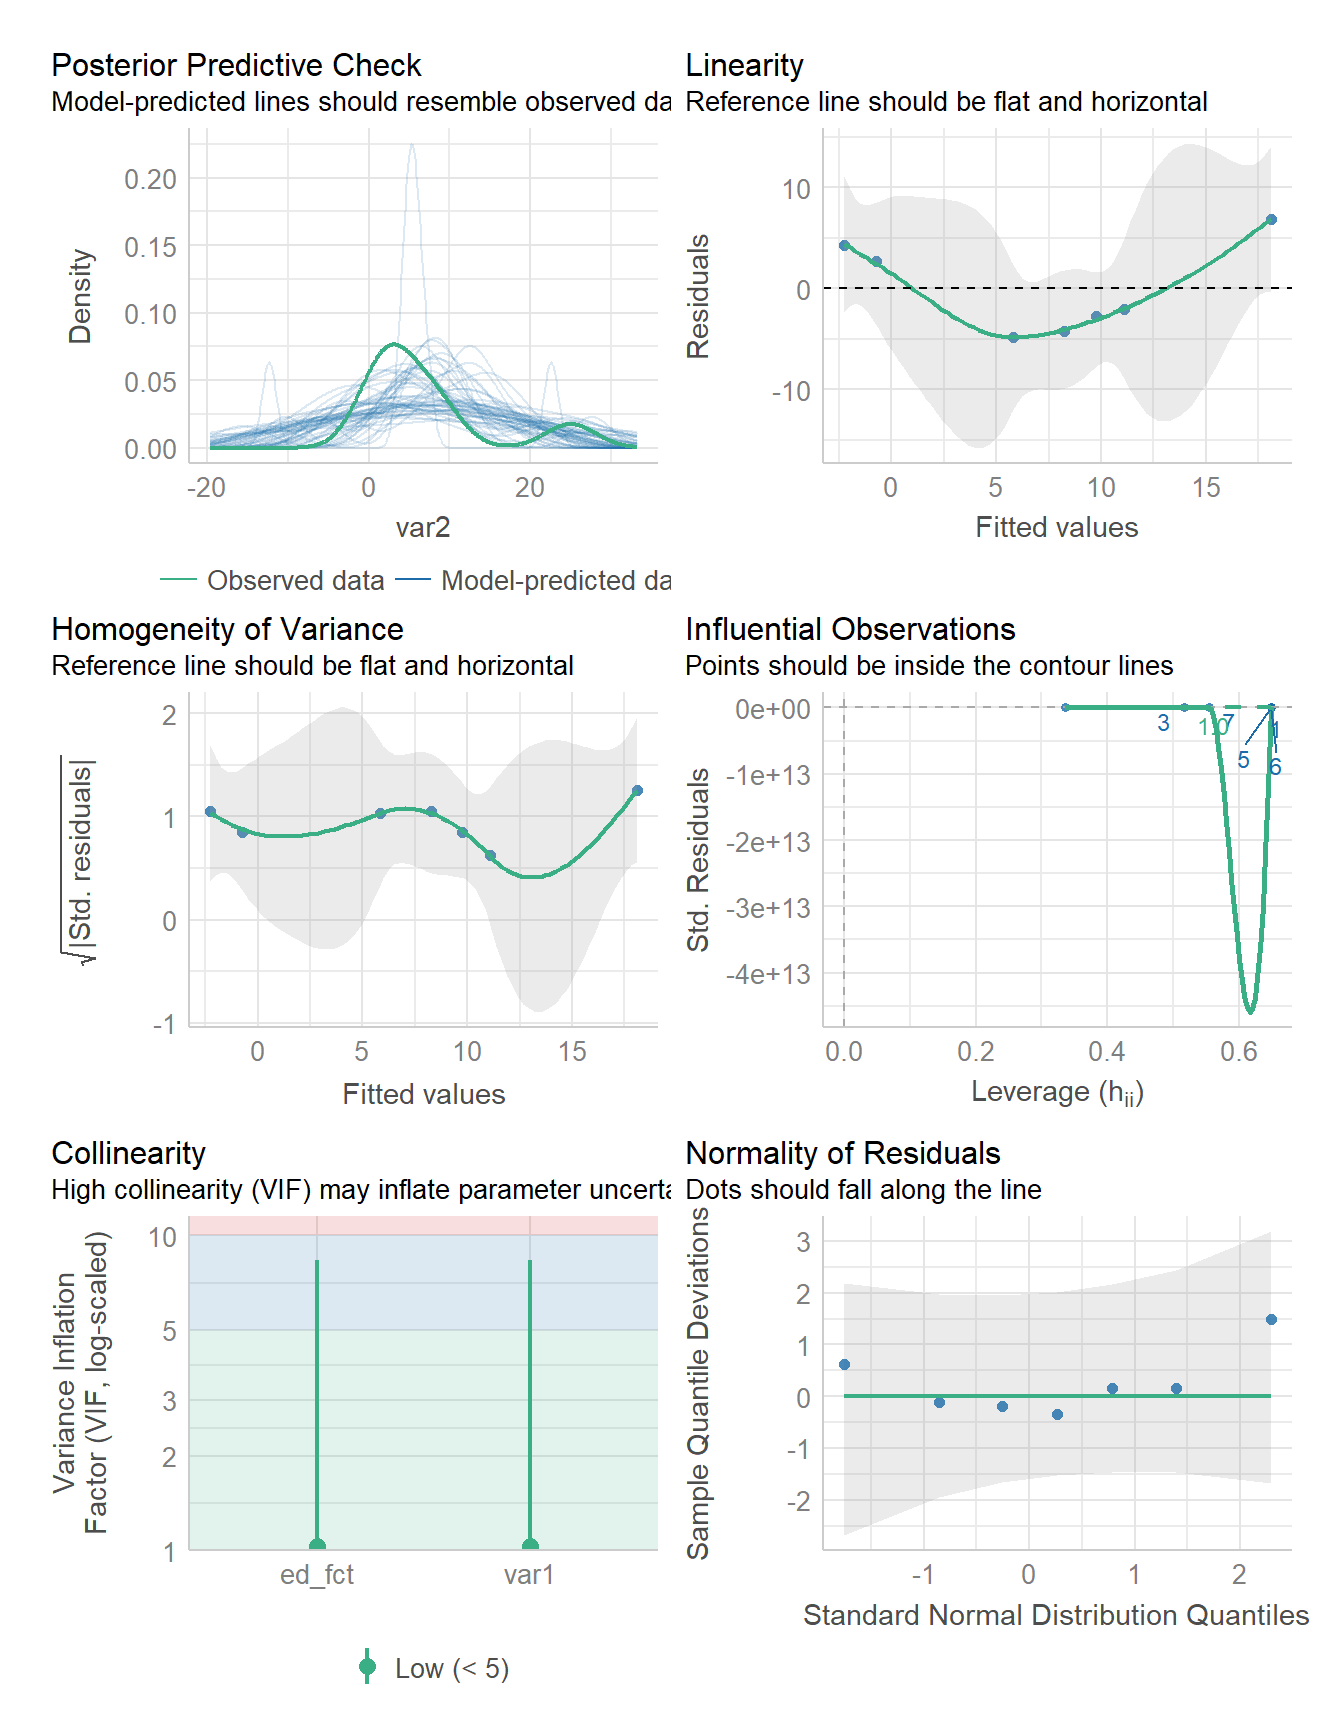 Posterior Predictive Check
Model-predicted lines should resemble observed da
Density
0.20
0.15
0.10
0.05
0.00
-20
0
20
var2
Observed data
Model-predicted da
Linearity
Reference line should be flat and horizontal
Residuals
10
0
-10
0
5
10
15
Fitted values
Homogeneity of Variance
Reference line should be flat and horizontal
√|Std. residuals|
2
1
0
-1
0
5
10
15
Fitted values
Influential Observations
Points should be inside the contour lines
Std. Residuals
0e+00
-1e+13
-2e+13
-3e+13
-4e+13
3
1.0
7
5
1
6
0.0
0.2
0.4
0.6
Leverage (hii)
Collinearity
High collinearity (VIF) may inflate parameter uncerta
Variance Inflation
Factor (VIF, log-scaled)
10
5
3
2
1
ed_fct
var1
Low (< 5)
Normality of Residuals
Dots should fall along the line
Sample Quantile Deviations
3
2
1
0
-1
-2
-1
0
1
2
Standard Normal Distribution Quantiles